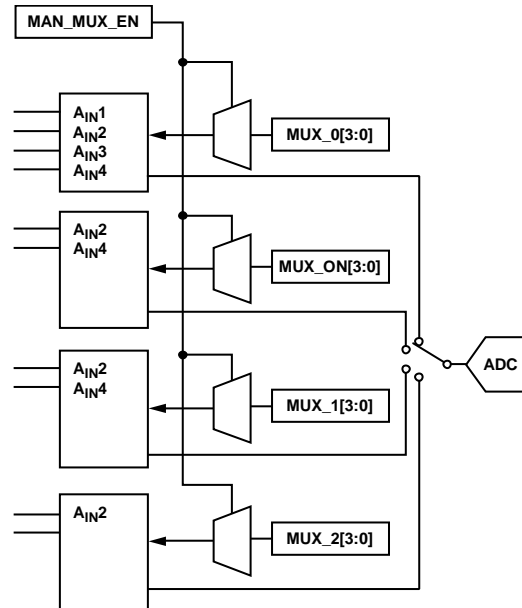 MAN_MUX_EN
AIN1
AIN2
AIN3
AIN4
MUX_0[3:0]
AIN2
AIN4
MUX_ON[3:0]
ADC
AIN2
AIN4
MUX_1[3:0]
AIN2
MUX_2[3:0]